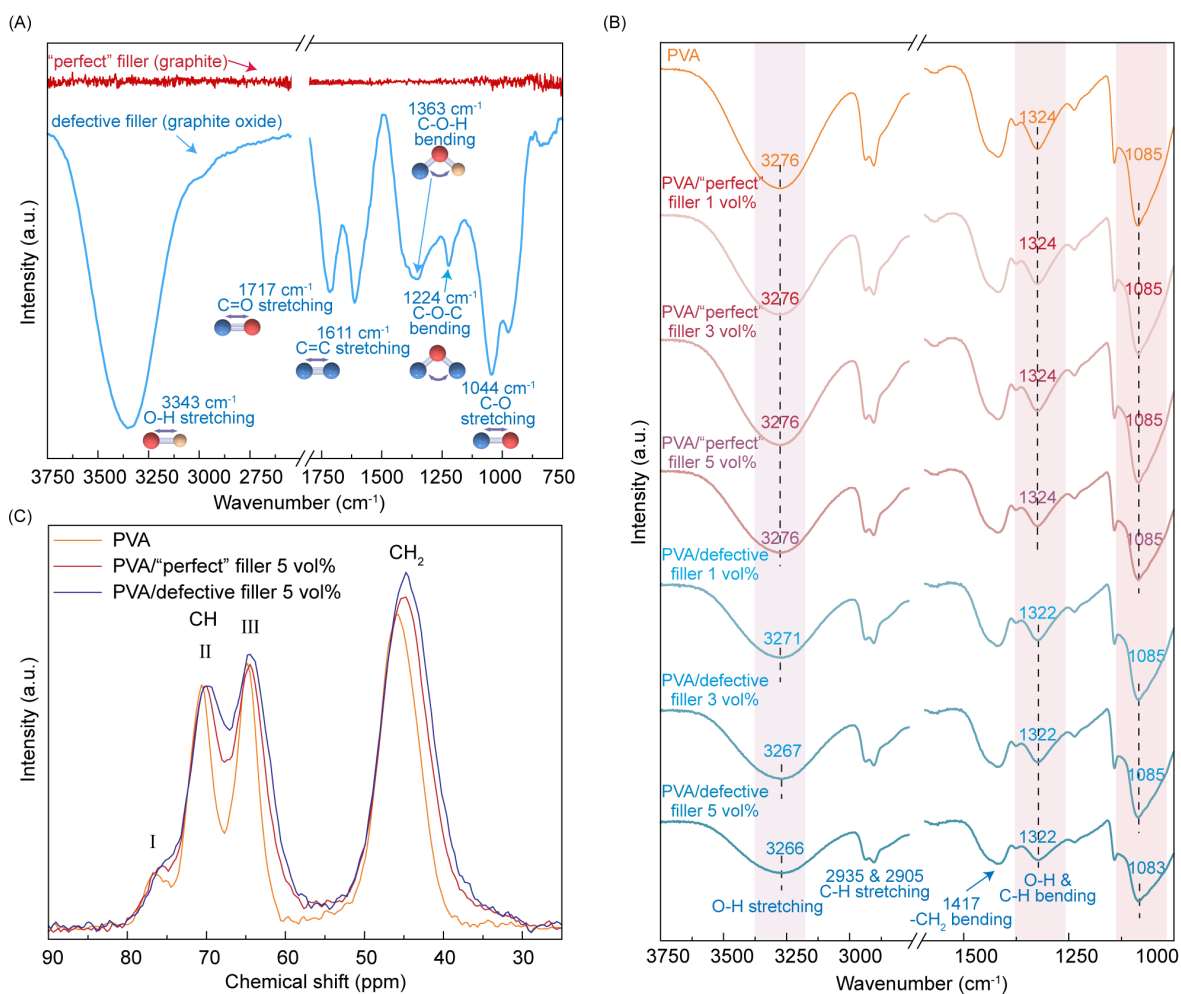 (A)
"perfect" filler (graphite)
defective filler (graphite oxide)
1363 cm⁻¹
C-O-H
bending
1717 cm⁻¹
C=O stretching
1611 cm⁻¹
C=C stretching
1224 cm⁻¹
C-O-C
bending
3343 cm⁻¹
O-H stretching
1044 cm⁻¹
C-O
stretching
Intensity (a.u.)
3750 3250 3000 2750 1750 1500 1250 1000 750
Wavenumber (cm⁻¹)
(B)
PVA
3276
1324
1085
PVA/"perfect"
filler 1 vol%
3276
1324
1085
PVA/"perfect"
filler 3 vol%
3276
1324
1085
PVA/"perfect"
filler 5 vol%
3276
1324
1085
PVA/defective
filler 1 vol%
3271
1322
1085
PVA/defective
filler 3 vol%
3267
1322
1085
PVA/defective
filler 5 vol%
3266
1322
1083
O-H stretching
2935 & 2905
C-H stretching
1417
-CH₂ bending
O-H &
C-H bending
Intensity (a.u.)
3750 3500 3250 3000 1500 1250 1000
Wavenumber (cm⁻¹)
(C)
PVA
PVA/"perfect" filler 5 vol%
PVA/defective filler 5 vol%
CH
I
II
III
CH₂
Intensity (a.u.)
90 80 70 60 50 40 30
Chemical shift (ppm)